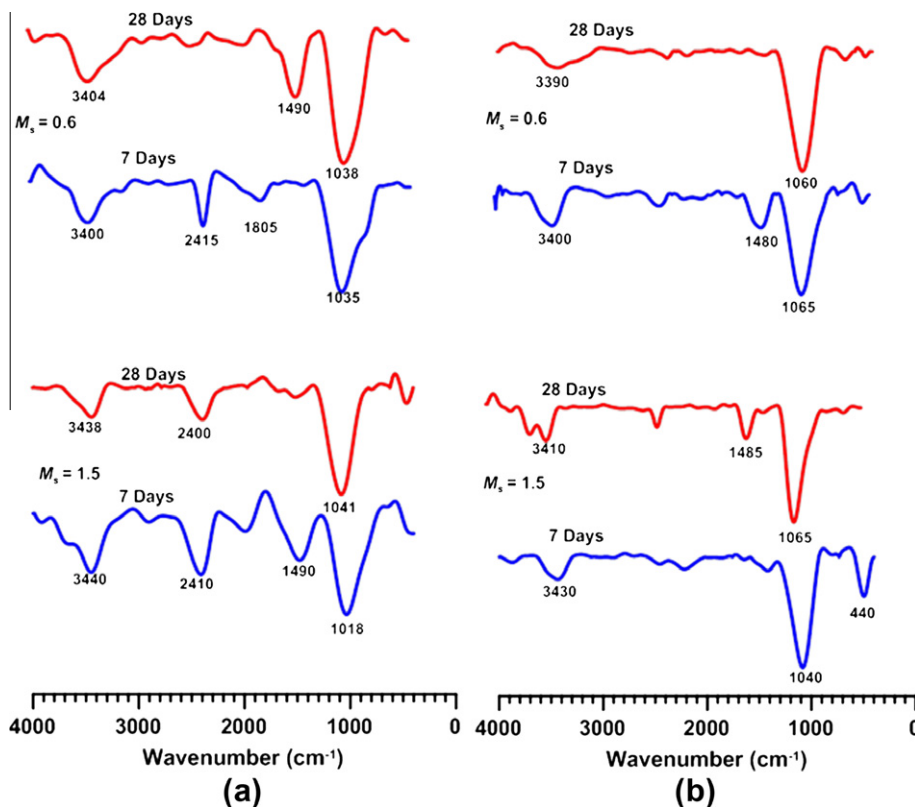 28 Days
3404
1490
Ms = 0.6
1038
7 Days
3400
2415
1805
1035
28 Days
3438
2400
Ms = 1.5
1041
7 Days
3440
2410
1490
1018
4000 3000 2000 1000 0
Wavenumber (cm⁻¹)
(a)
28 Days
3390
Ms = 0.6
1060
7 Days
3400
1480
1065
28 Days
3410
1485
Ms = 1.5
1065
7 Days
3430
440
1040
4000 3000 2000 1000 0
Wavenumber (cm⁻¹)
(b)